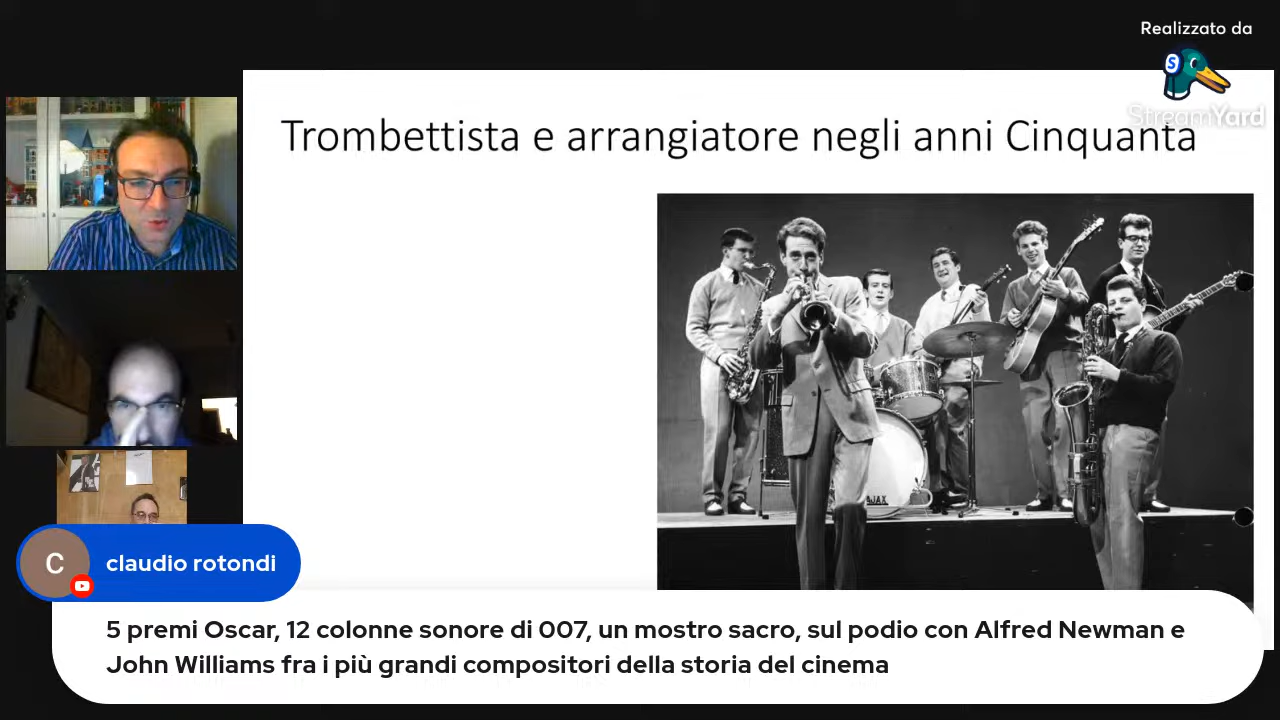 Realizzato da
StreamYard
Trombettista e arrangiatore negli anni Cinquanta
AJAX
C
claudio rotondi
5 premi Oscar, 12 colonne sonore di 007, un mostro sacro, sul podio con Alfred Newman e
John Williams fra i più grandi compositori della storia del cinema